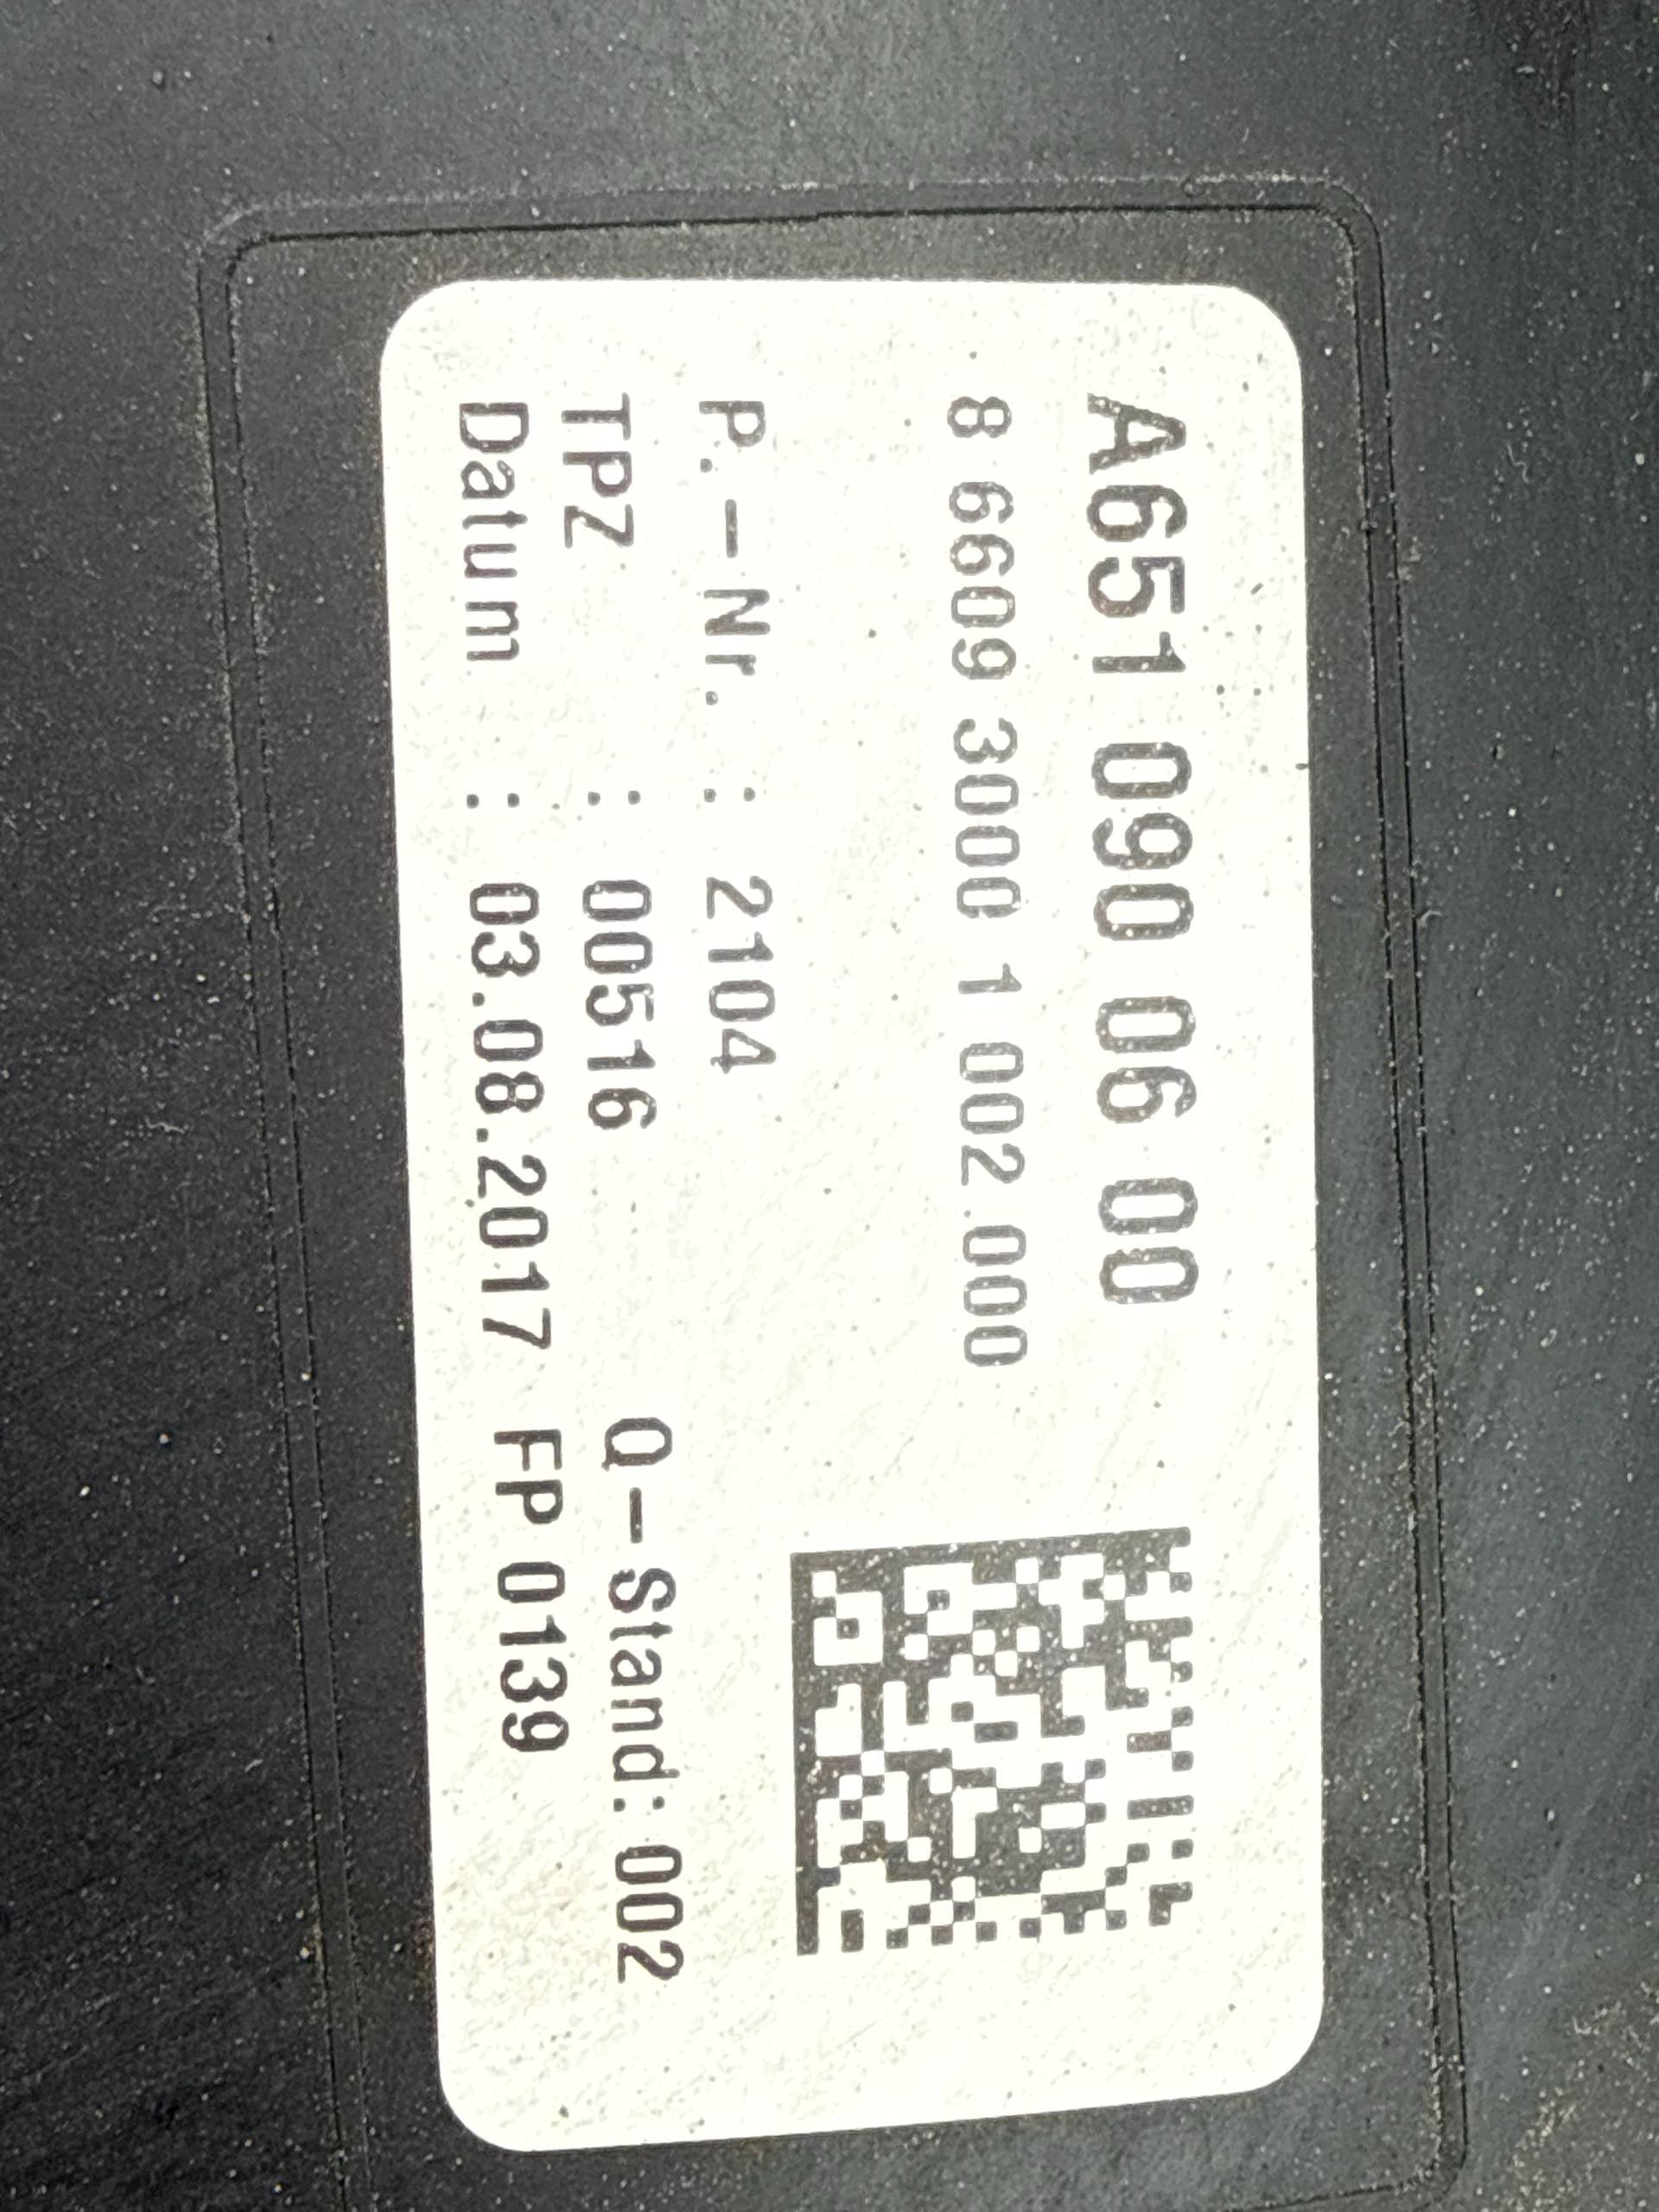 A651 090 06 00
8 6609 3000 1 002.000
P.-Nr. : 2104
TPZ : 00516 Q-Stand: 002
Datum : 03.08.2017 FP 0139